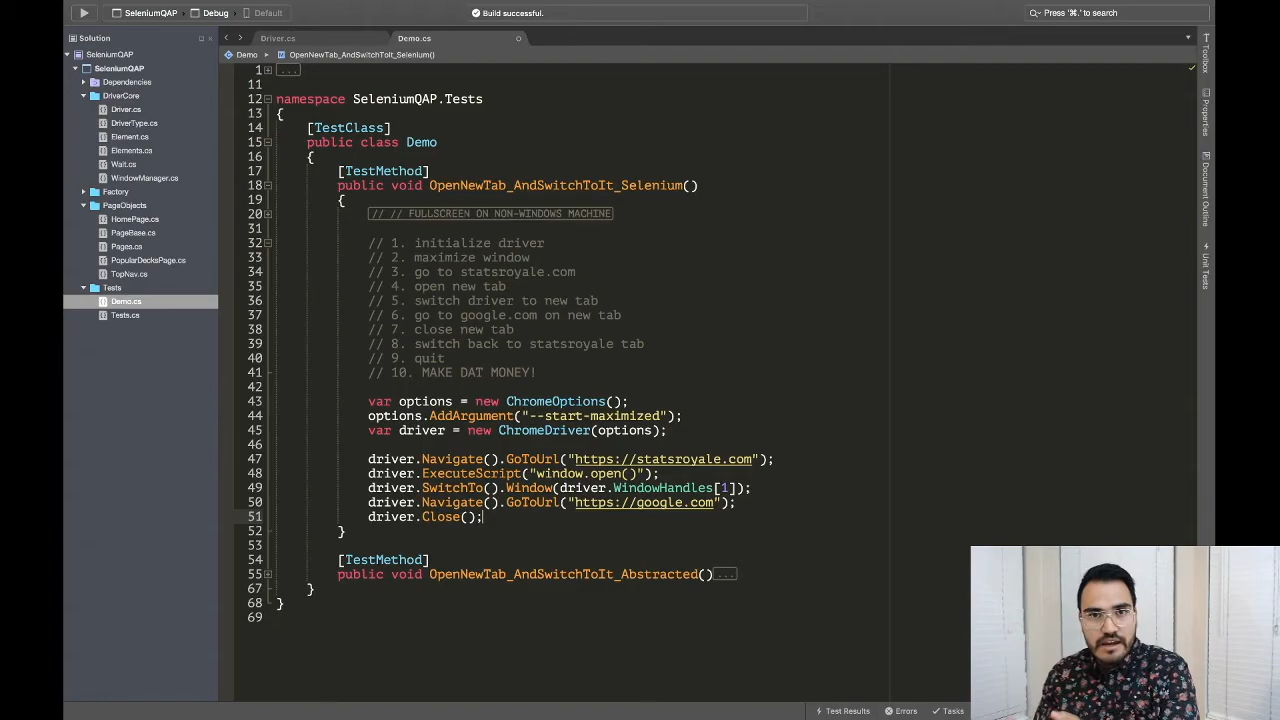 SeleniumQAP > Debug > Default
Build successful.
Press '⌘.' to search
Solution
SeleniumQAP
SeleniumQAP
Dependencies
DriverCore
Driver.cs
DriverType.cs
Element.cs
Elements.cs
Wait.cs
WindowManager.cs
Factory
PageObjects
HomePage.cs
PageBase.cs
Pages.cs
PopularDecksPage.cs
TopNav.cs
Tests
Demo.cs
Tests.cs
Driver.cs
Demo.cs
Demo
OpenNewTab_AndSwitchToIt_Selenium()
1 ...
11
12 namespace SeleniumQAP.Tests
13 {
14 [TestClass]
15 public class Demo
16 {
17 [TestMethod]
18 public void OpenNewTab_AndSwitchToIt_Selenium()
19 {
20 // // FULLSCREEN ON NON-WINDOWS MACHINE
31
32 // 1. initialize driver
33 // 2. maximize window
34 // 3. go to statsroyale.com
35 // 4. open new tab
36 // 5. switch driver to new tab
37 // 6. go to google.com on new tab
38 // 7. close new tab
39 // 8. switch back to statsroyale tab
40 // 9. quit
41 // 10. MAKE DAT MONEY!
42
43 var options = new ChromeOptions();
44 options.AddArgument("--start-maximized");
45 var driver = new ChromeDriver(options);
46
47 driver.Navigate().GoToUrl("https://statsroyale.com");
48 driver.ExecuteScript("window.open()");
49 driver.SwitchTo().Window(driver.WindowHandles[1]);
50 driver.Navigate().GoToUrl("https://google.com");
51 driver.Close();
52 }
53
54 [TestMethod]
55 public void OpenNewTab_AndSwitchToIt_Abstracted()...
67 }
68 }
69
Toolbox
Properties
Document Outline
Unit Tests
Test Results
Errors
Tasks